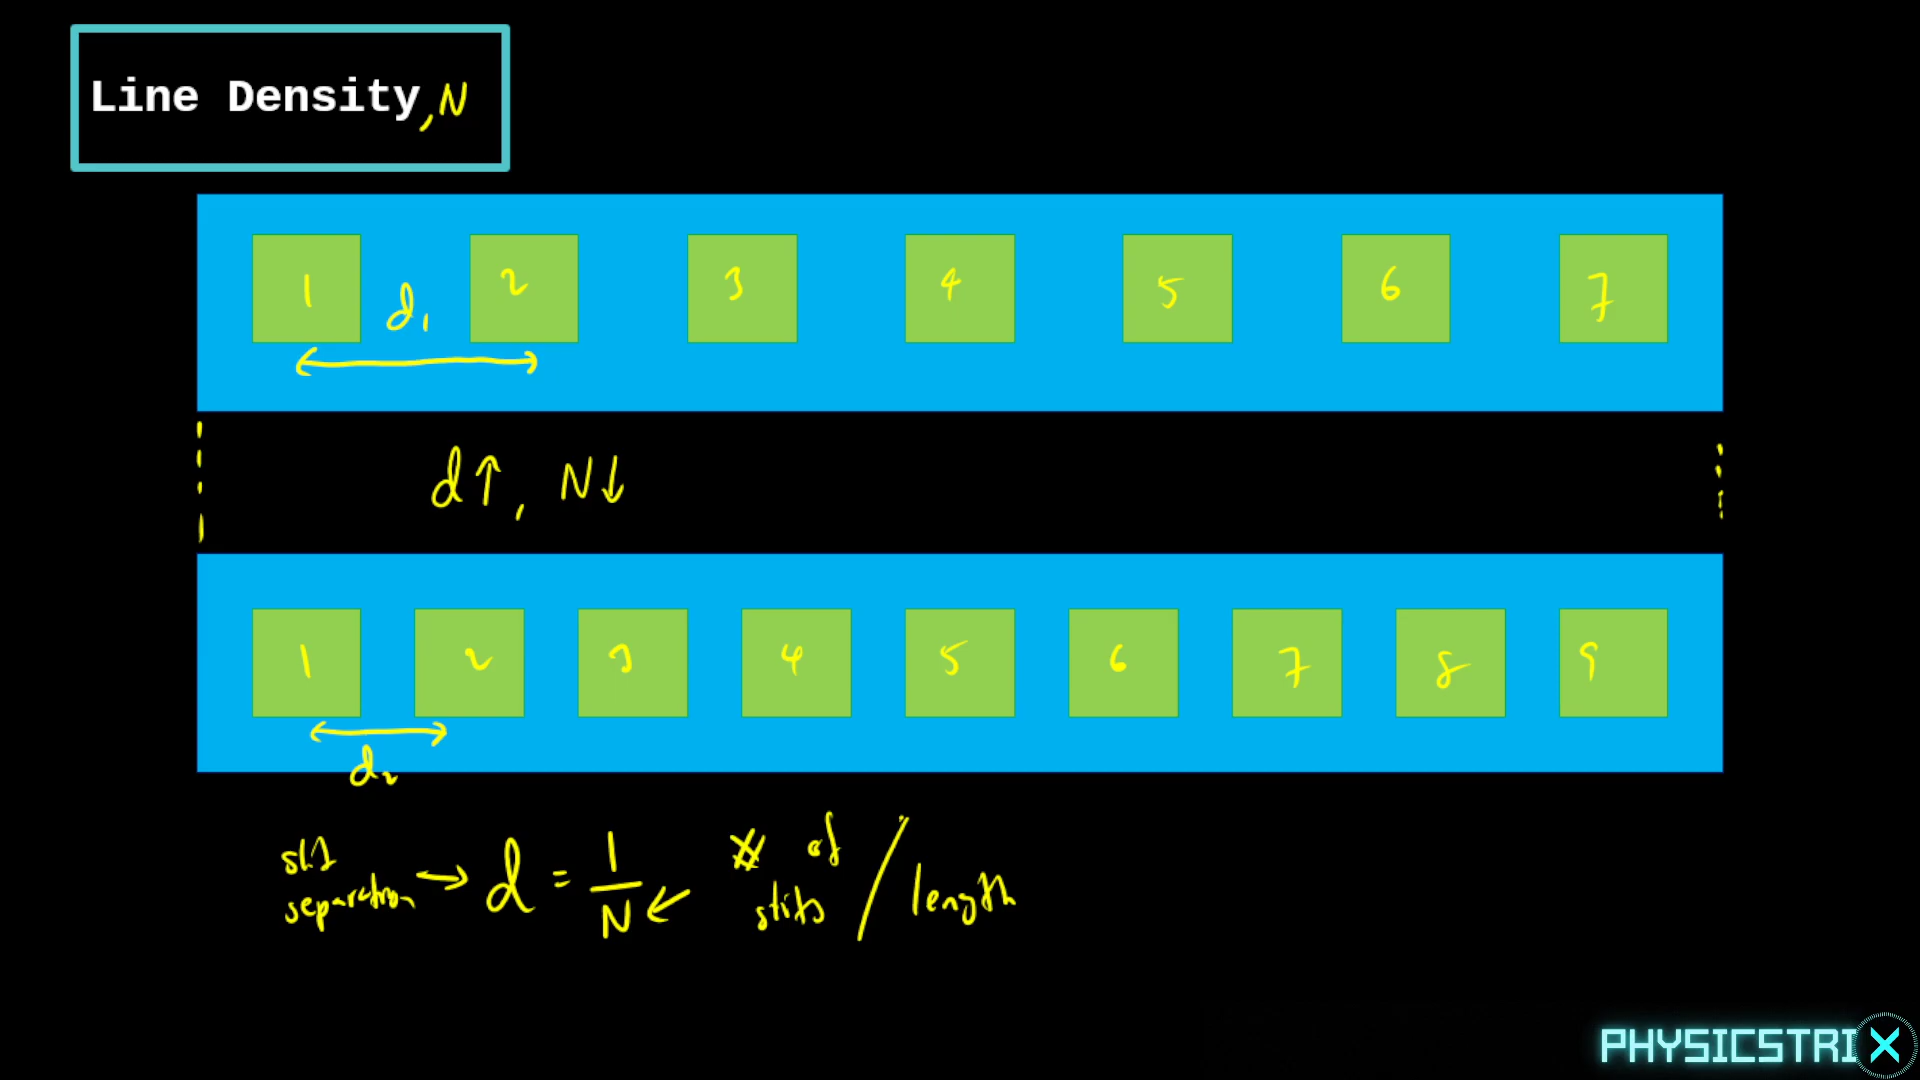 Line Density, N
1 2 3 4 5 6 7
d₁
d↑, N↓
1 2 3 4 5 6 7 8 9
d₂
slit separation → d = 1/N ← # of slits / length
PHYSICSTRIX